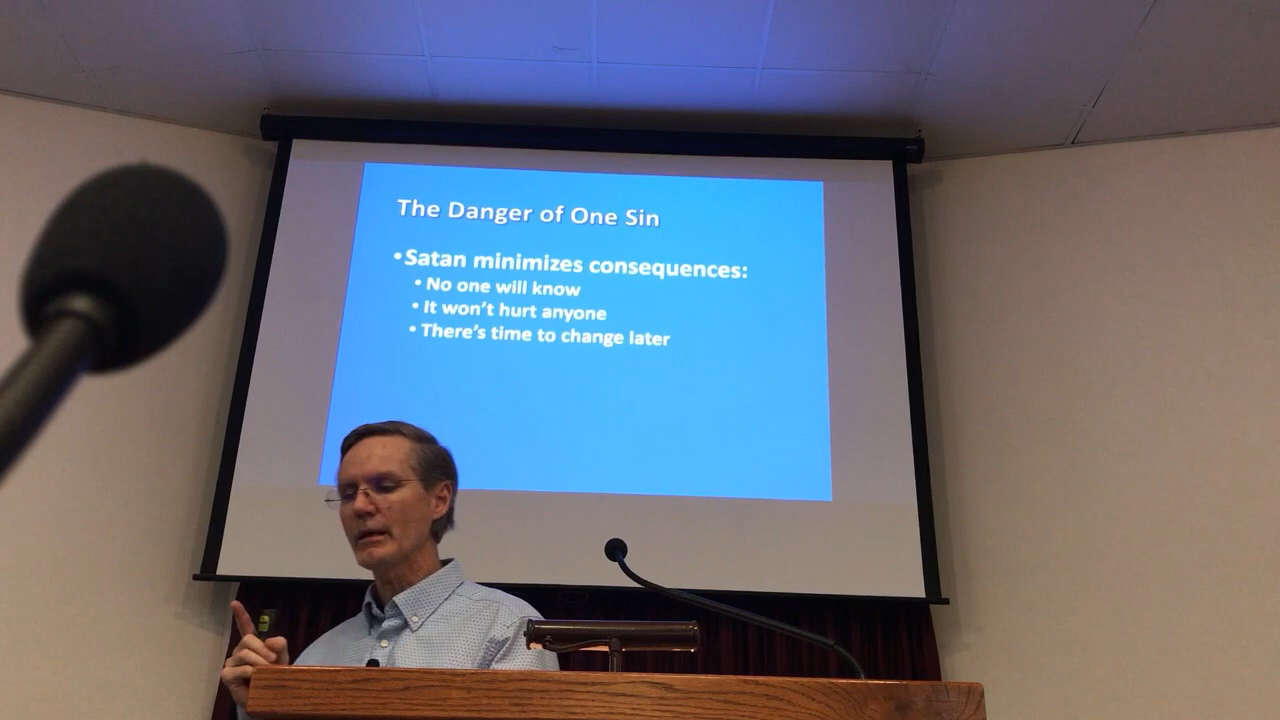 The Danger of One Sin
•Satan minimizes consequences:
• No one will know
• It won't hurt anyone
• There's time to change later